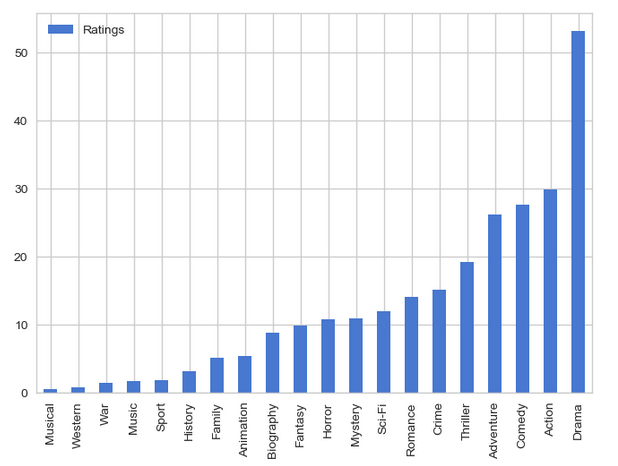 Ratings
50
40
30
20
10
0
Musical
Western
War
Music
Sport
History
Family
Animation
Biography
Fantasy
Horror
Mystery
Sci-Fi
Romance
Crime
Thriller
Adventure
Comedy
Action
Drama